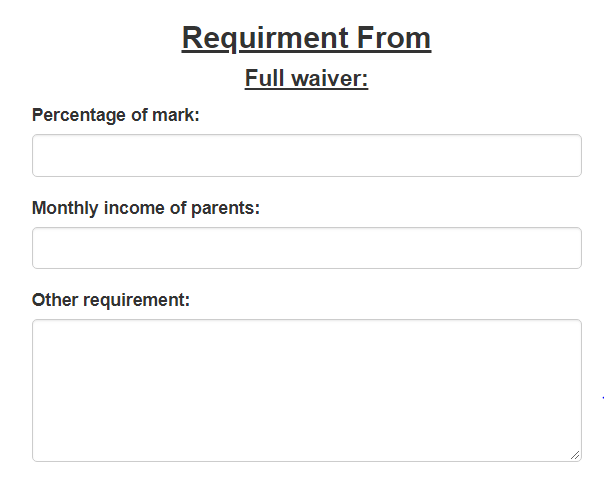 Requirment From
Full waiver:
Percentage of mark:
Monthly income of parents:
Other requirement: